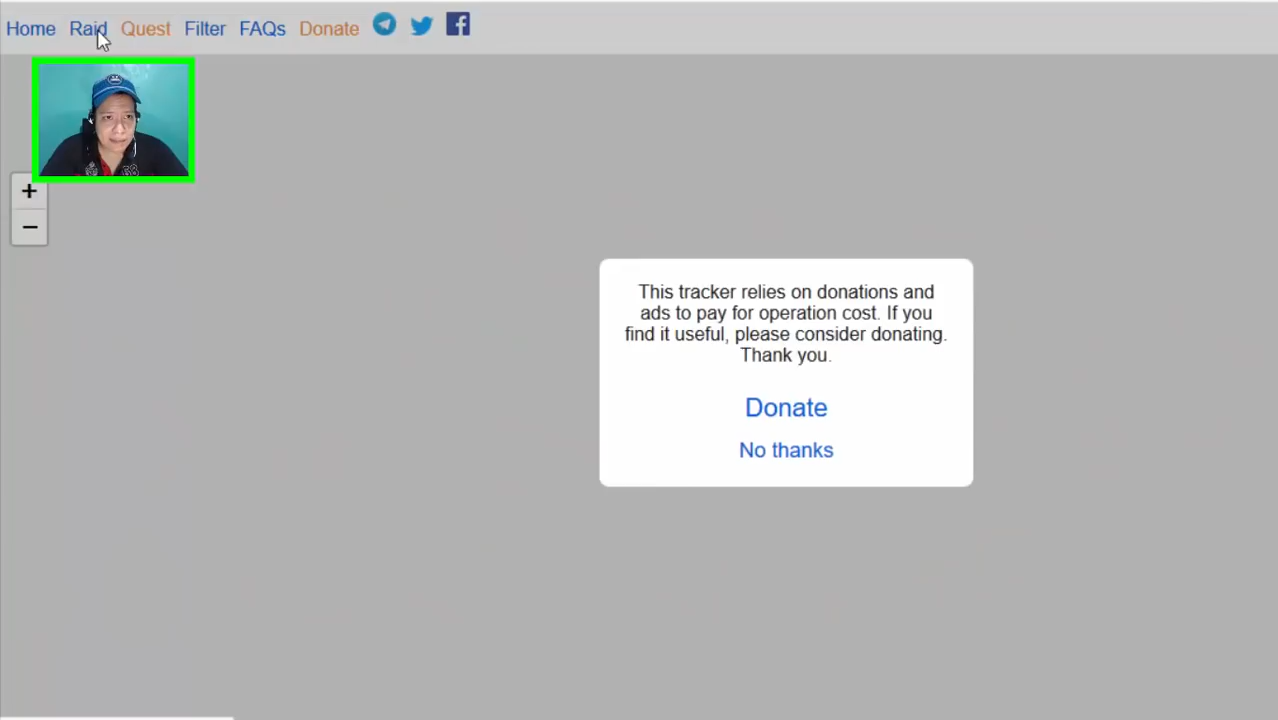 Home Raid Quest Filter FAQs Donate
+
−
This tracker relies on donations and
ads to pay for operation cost. If you
find it useful, please consider donating.
Thank you.
Donate
No thanks